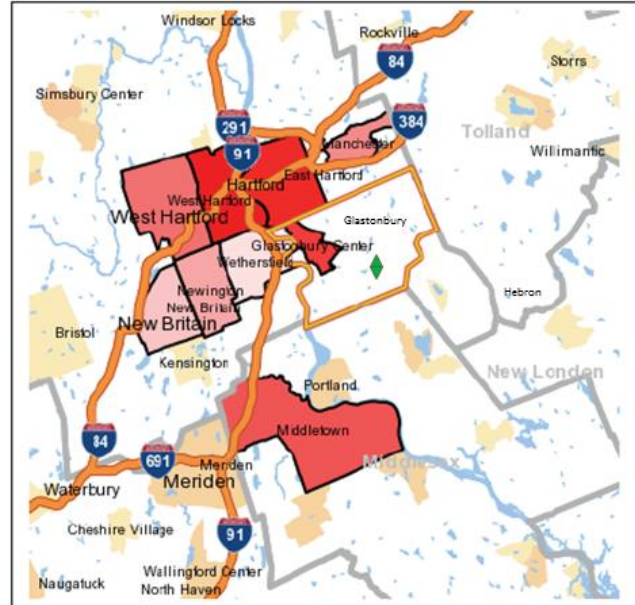 Windsor Locks
Rockville
84
Storrs
Simsbury Center
291
384
Tolland
91
Manchester
Willimantic
Hartford
East Hartford
West Hartford
West Hartford
Glastonbury
Glastonbury Center
Wethersfield
Newington
Hebron
New Britain
New Britain
Bristol
Kensington
New London
Portland
Middletown
84
691
Meriden
Middlesex
Meriden
Waterbury
Cheshire Village
91
Wallingford Center
Naugatuck
North Haven